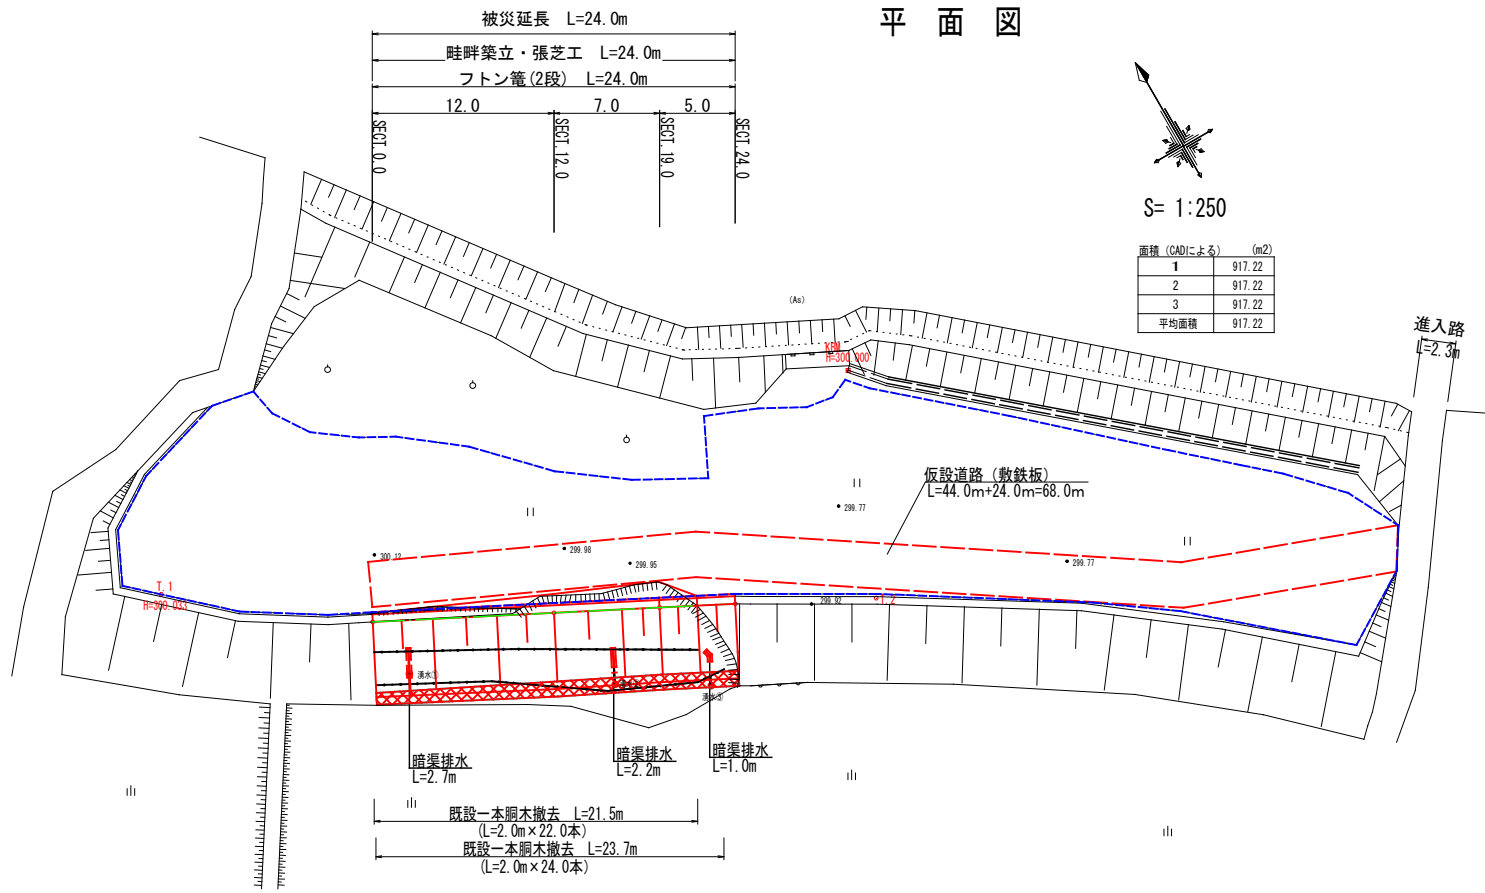 平面図
被災延長 L=24.0m
畦畔築立・張芝工 L=24.0m
フトン篭(2段) L=24.0m
12.0 7.0 5.0
SECT.0.0
SECT.12.0
SECT.19.0
SECT.24.0
S= 1:250
面積(CADによる) (m2)
1 917.22
2 917.22
3 917.22
平均面積 917.22
進入路
L=2.3m
(As)
KBM
H=300.000
仮設道路(敷鉄板)
L=44.0m+24.0m=68.0m
299.77
300.12
299.98
299.95
299.77
299.92
T.1
H=300.033
T.2
湧水①
湧水③
暗渠排水
L=2.7m
暗渠排水
L=2.2m
暗渠排水
L=1.0m
既設一本胴木撤去 L=21.5m
(L=2.0m×22.0本)
既設一本胴木撤去 L=23.7m
(L=2.0m×24.0本)